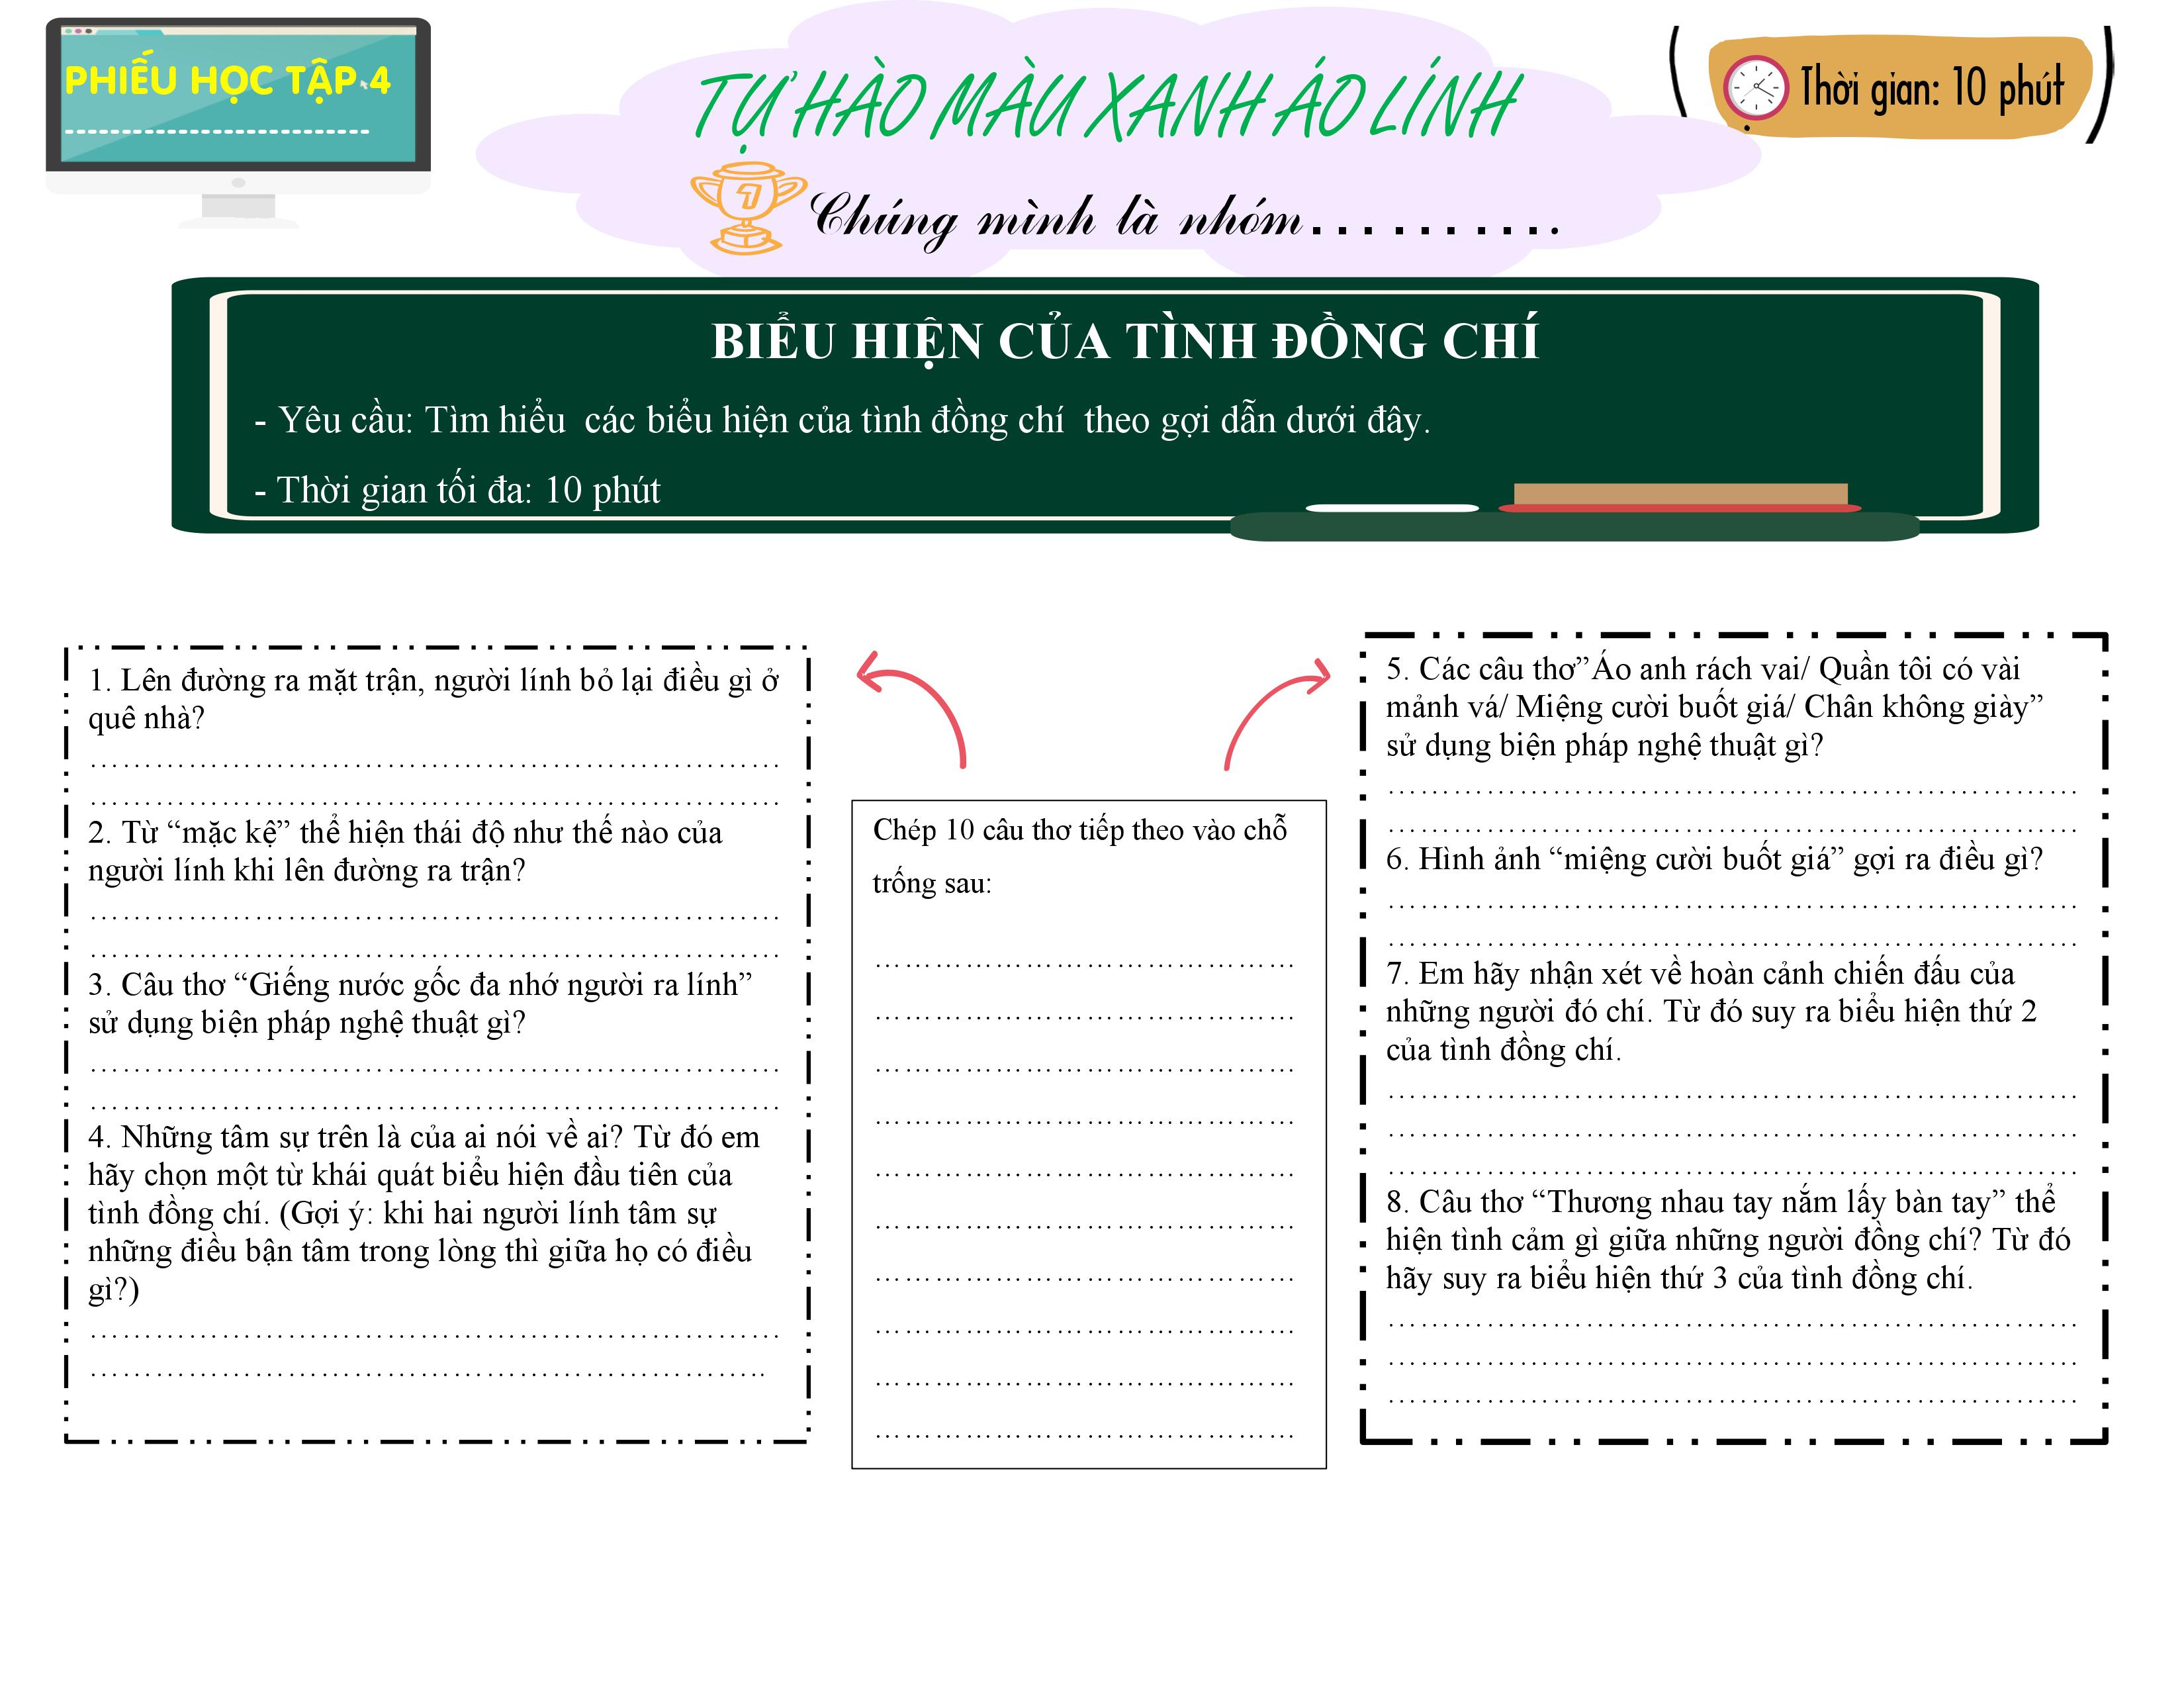 PHIẾU HỌC TẬP 4
TỰ HÀO MÀU XANH ÁO LÍNH
Thời gian: 10 phút
1
Chúng mình là nhóm……….
BIỂU HIỆN CỦA TÌNH ĐỒNG CHÍ
- Yêu cầu: Tìm hiểu các biểu hiện của tình đồng chí theo gợi dẫn dưới đây.
- Thời gian tối đa: 10 phút
1. Lên đường ra mặt trận, người lính bỏ lại điều gì ở
quê nhà?
2. Từ “mặc kệ” thể hiện thái độ như thế nào của
người lính khi lên đường ra trận?
3. Câu thơ “Giếng nước gốc đa nhớ người ra lính”
sử dụng biện pháp nghệ thuật gì?
4. Những tâm sự trên là của ai nói về ai? Từ đó em
hãy chọn một từ khái quát biểu hiện đầu tiên của
tình đồng chí. (Gợi ý: khi hai người lính tâm sự
những điều bận tâm trong lòng thì giữa họ có điều
gì?)
Chép 10 câu thơ tiếp theo vào chỗ
trống sau:
5. Các câu thơ”Áo anh rách vai/ Quần tôi có vài
mảnh vá/ Miệng cười buốt giá/ Chân không giày”
sử dụng biện pháp nghệ thuật gì?
6. Hình ảnh “miệng cười buốt giá” gợi ra điều gì?
7. Em hãy nhận xét về hoàn cảnh chiến đấu của
những người đó chí. Từ đó suy ra biểu hiện thứ 2
của tình đồng chí.
8. Câu thơ “Thương nhau tay nắm lấy bàn tay” thể
hiện tình cảm gì giữa những người đồng chí? Từ đó
hãy suy ra biểu hiện thứ 3 của tình đồng chí.